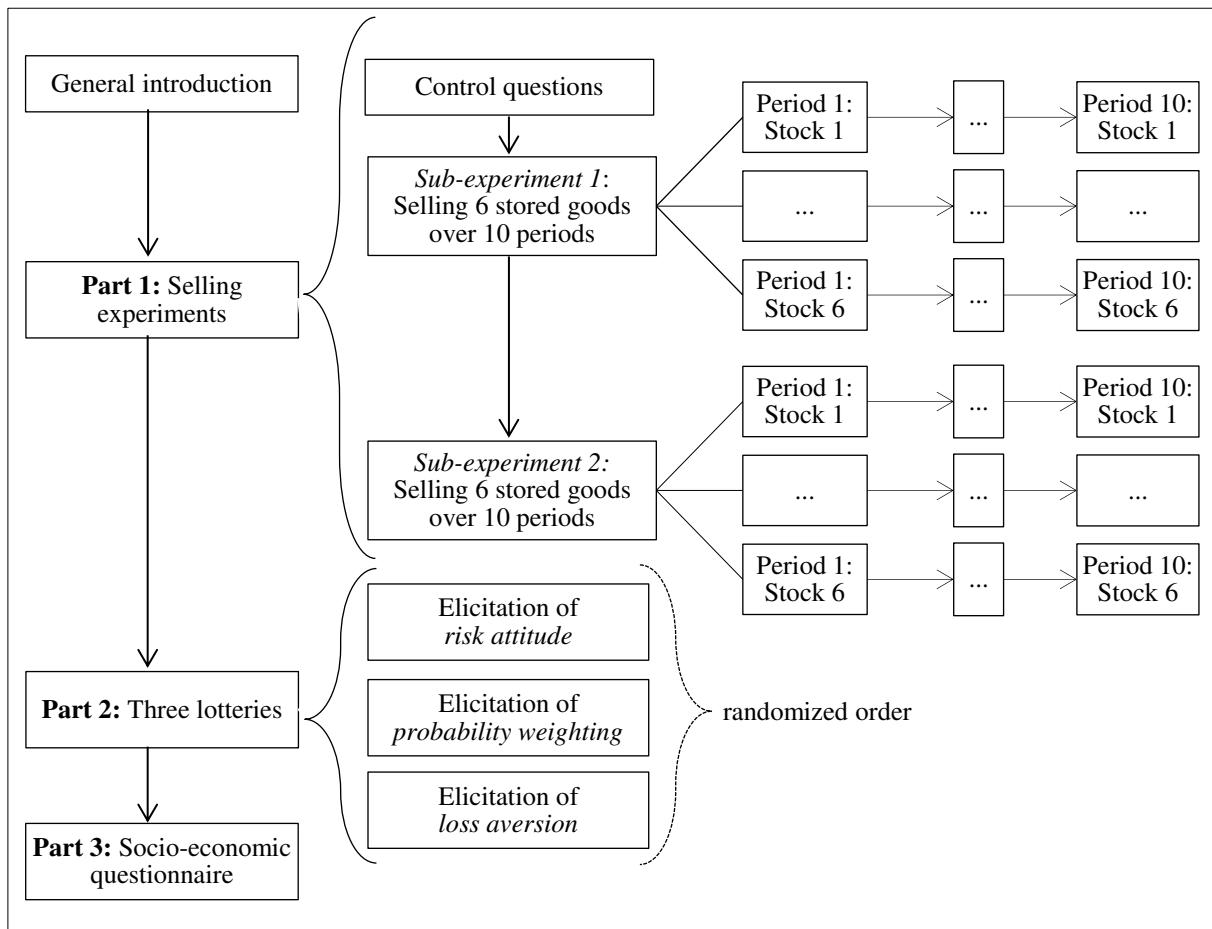 General introduction
Part 1: Selling
experiments
Part 2: Three lotteries
Part 3: Socio-economic
questionnaire
Control questions
Sub-experiment 1:
Selling 6 stored goods
over 10 periods
Period 1:
Stock 1
...
Period 10:
Stock 1
...
...
...
Period 1:
Stock 6
...
Period 10:
Stock 6
Sub-experiment 2:
Selling 6 stored goods
over 10 periods
Period 1:
Stock 1
...
Period 10:
Stock 1
...
...
...
Period 1:
Stock 6
...
Period 10:
Stock 6
Elicitation of
risk attitude
Elicitation of
probability weighting
Elicitation of
loss aversion
randomized order